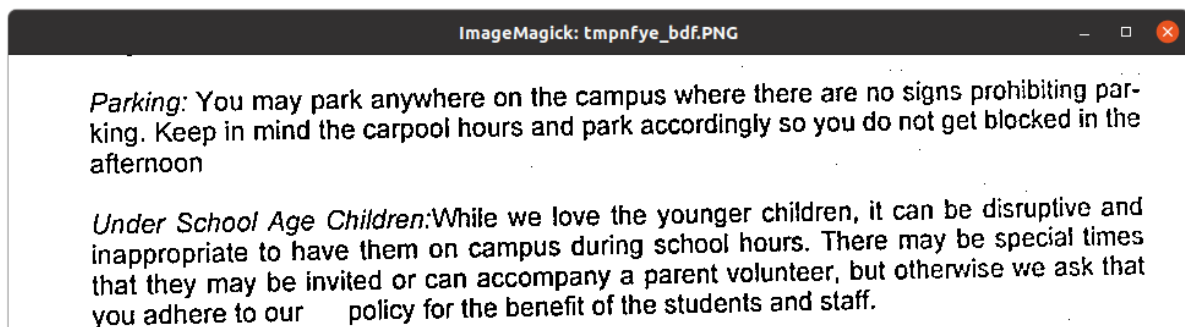 ImageMagick: tmpnfye_bdf.PNG
Parking: You may park anywhere on the campus where there are no signs prohibiting par-
king. Keep in mind the carpool hours and park accordingly so you do not get blocked in the
afternoon
Under School Age Children:While we love the younger children, it can be disruptive and
inappropriate to have them on campus during school hours. There may be special times
that they may be invited or can accompany a parent volunteer, but otherwise we ask that
you adhere to our policy for the benefit of the students and staff.